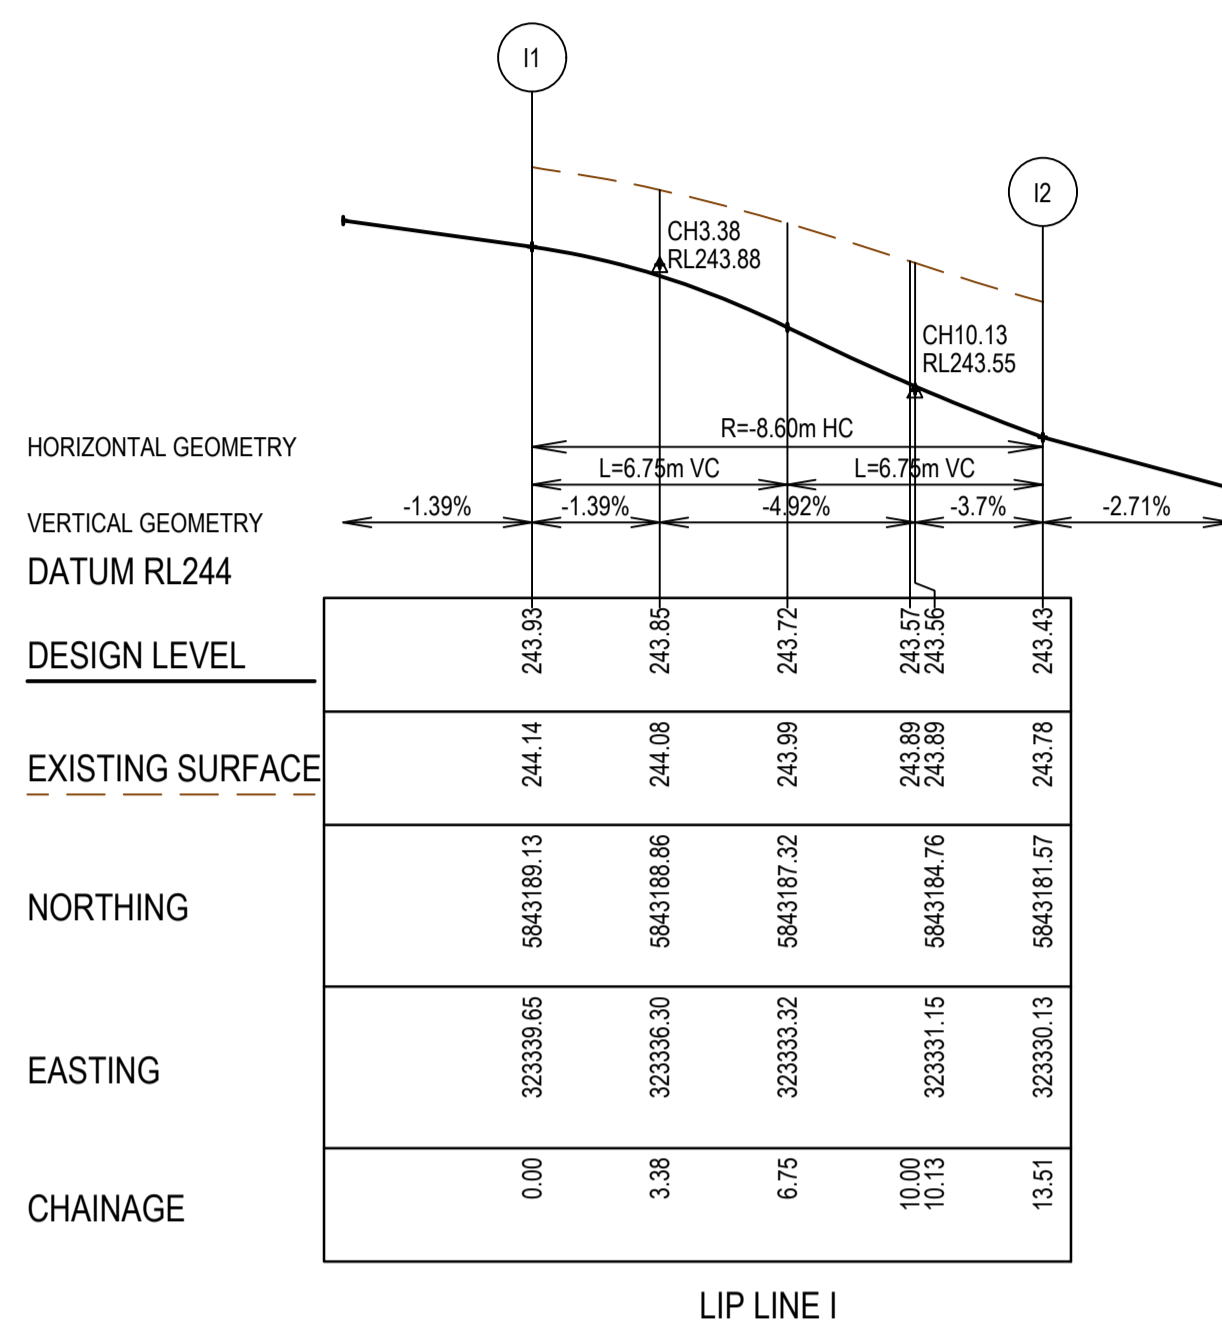 I1
I2
CH3.38
RL243.88
CH10.13
RL243.55
HORIZONTAL GEOMETRY
R=-8.60m HC
L=6.75m VC L=6.75m VC
VERTICAL GEOMETRY
-1.39% -1.39% -4.92% -3.7% -2.71%
DATUM RL244
DESIGN LEVEL 243.93 243.85 243.72 243.57 243.56 243.43
EXISTING SURFACE 244.14 244.08 243.99 243.89 243.89 243.78
NORTHING 5843189.13 5843188.86 5843187.32 5843184.76 5843181.57
EASTING 323339.65 323336.30 323333.32 323331.15 323330.13
CHAINAGE 0.00 3.38 6.75 10.00 10.13 13.51
LIP LINE I